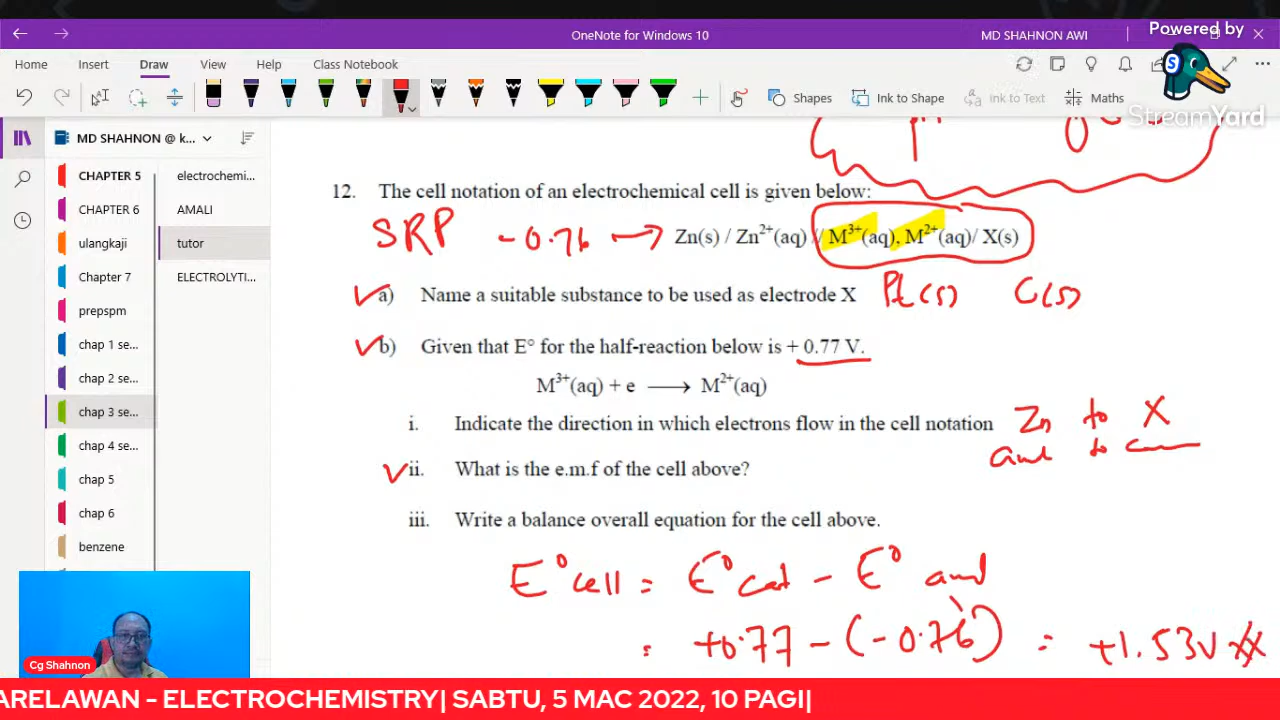 OneNote for Windows 10
MD SHAHNON AWI
Powered by
StreamYard
Home Insert Draw View Help Class Notebook
Shapes Ink to Shape Ink to Text Maths
MD SHAHNON @ k...
CHAPTER 5
CHAPTER 6
ulangkaji
Chapter 7
prepspm
chap 1 se...
chap 2 se...
chap 3 se...
chap 4 se...
chap 5
chap 6
benzene
electrochemi...
AMALI
tutor
ELECTROLYTI...
12. The cell notation of an electrochemical cell is given below:
SRP -0.76 → Zn(s) / Zn²⁺(aq) // M³⁺(aq), M²⁺(aq)/ X(s)
a) Name a suitable substance to be used as electrode X Pt(s) C(s)
b) Given that E° for the half-reaction below is + 0.77 V.
M³⁺(aq) + e ⟶ M²⁺(aq)
i. Indicate the direction in which electrons flow in the cell notation Zn to X
ii. What is the e.m.f of the cell above?
iii. Write a balance overall equation for the cell above.
E°cell = E°cat - E° and
= +0.77 - (-0.76) = +1.53V
Cg Shahnon
ARELAWAN - ELECTROCHEMISTRY| SABTU, 5 MAC 2022, 10 PAGI|